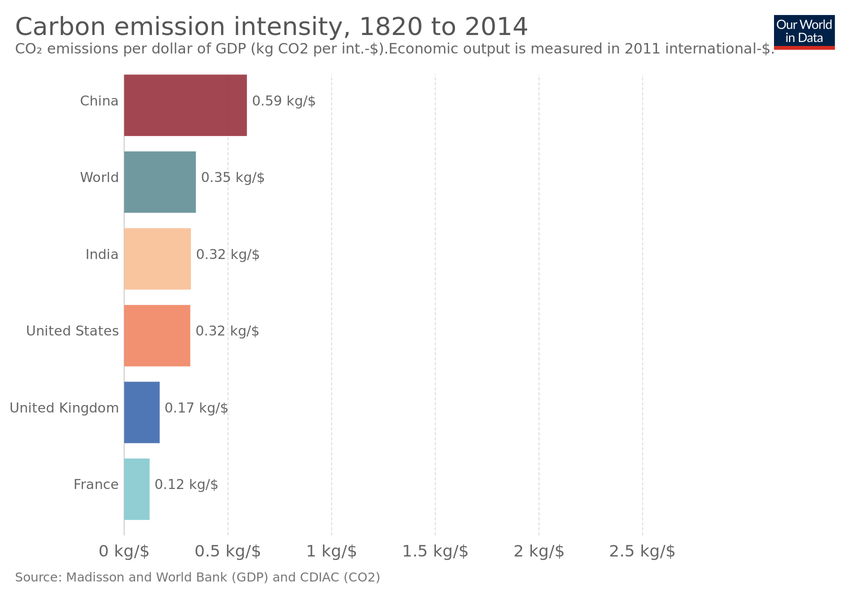 Carbon emission intensity, 1820 to 2014
CO₂ emissions per dollar of GDP (kg CO2 per int.-$).Economic output is measured in 2011 international-$.
Our World
in Data
China
0.59 kg/$
World
0.35 kg/$
India
0.32 kg/$
United States
0.32 kg/$
United Kingdom
0.17 kg/$
France
0.12 kg/$
0 kg/$
0.5 kg/$
1 kg/$
1.5 kg/$
2 kg/$
2.5 kg/$
Source: Madisson and World Bank (GDP) and CDIAC (CO2)